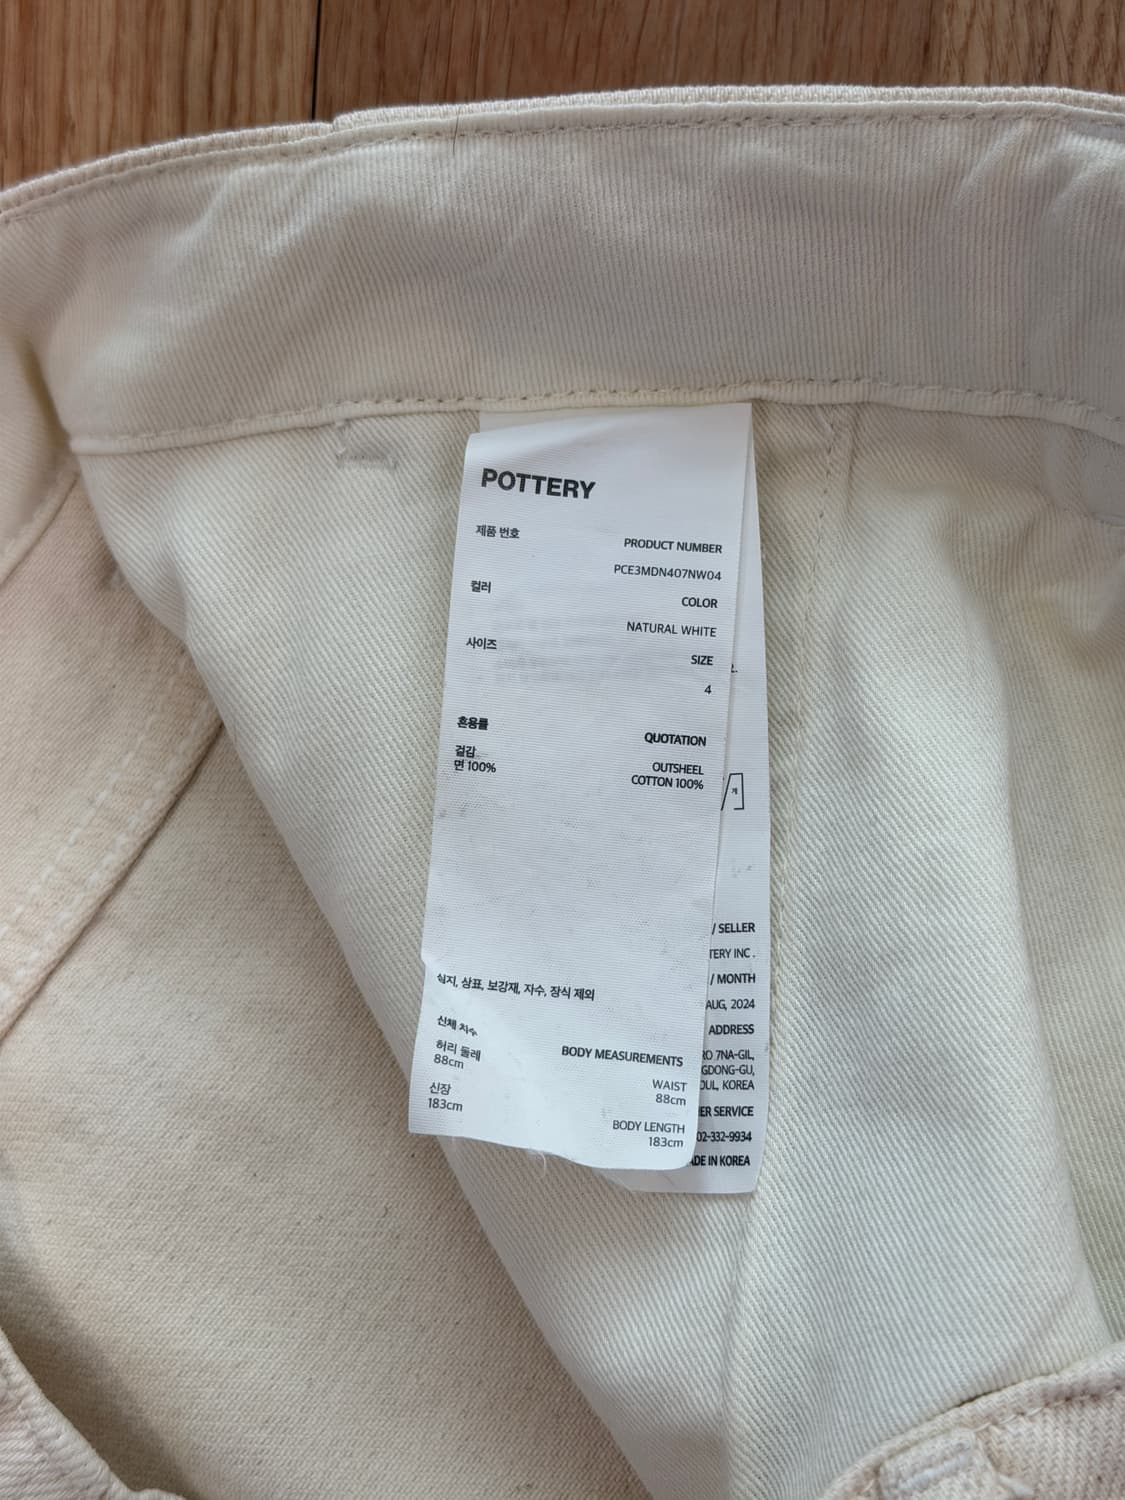 POTTERY
제품 번호
PRODUCT NUMBER
PCE3MDN407NW04
컬러
COLOR
NATURAL WHITE
사이즈
SIZE
4
혼용률
QUOTATION
겉감
면 100%
OUTSHEEL
COTTON 100%
심지, 상표, 보강재, 자수, 장식 제외
신체 치수
BODY MEASUREMENTS
허리 둘레
88cm
WAIST
88cm
신장
183cm
BODY LENGTH
183cm
/ SELLER
TERY INC .
/ MONTH
AUG, 2024
ADDRESS
RO 7NA-GIL,
GDONG-GU,
OUL, KOREA
ER SERVICE
02-332-9934
ADE IN KOREA